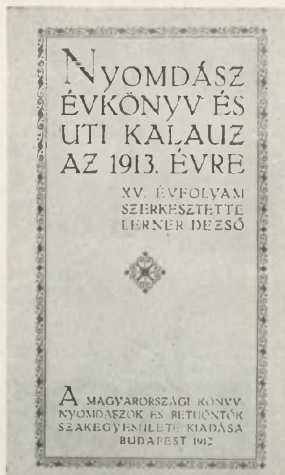 NYOMDÁSZ
ÉVKÖNYV ÉS
UTI KALAUZ
AZ 1913. ÉVRE
XV. ÉVFOLYAM
SZERKESZTETTE
LERNER DEZSŐ
A MAGYARORSZÁGI KÖNYV-
NYOMDÁSZOK ÉS BETŰÖNTŐK
SZAKEGYESÜLETE KIADÁSA
BUDAPEST 1912